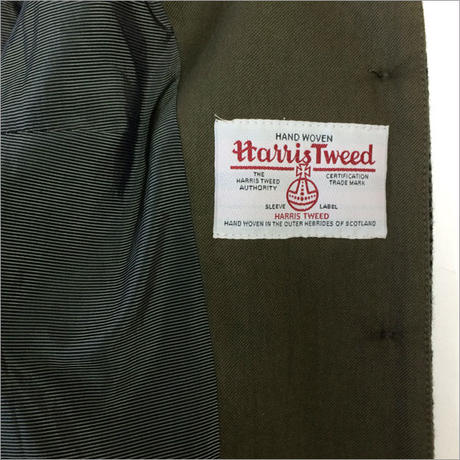 HAND WOVEN
Harris Tweed
THE HARRIS TWEED AUTHORITY
CERTIFICATION TRADE MARK
SLEEVE LABEL
HARRIS TWEED
HAND WOVEN IN THE OUTER HEBRIDES OF SCOTLAND